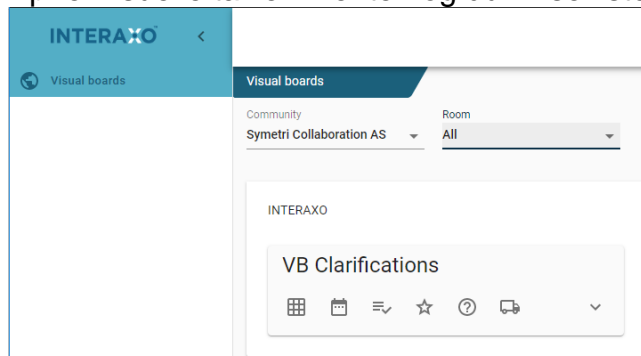 INTERAXO
Visual boards
Visual boards
Community
Symetri Collaboration AS
Room
All
INTERAXO
VB Clarifications